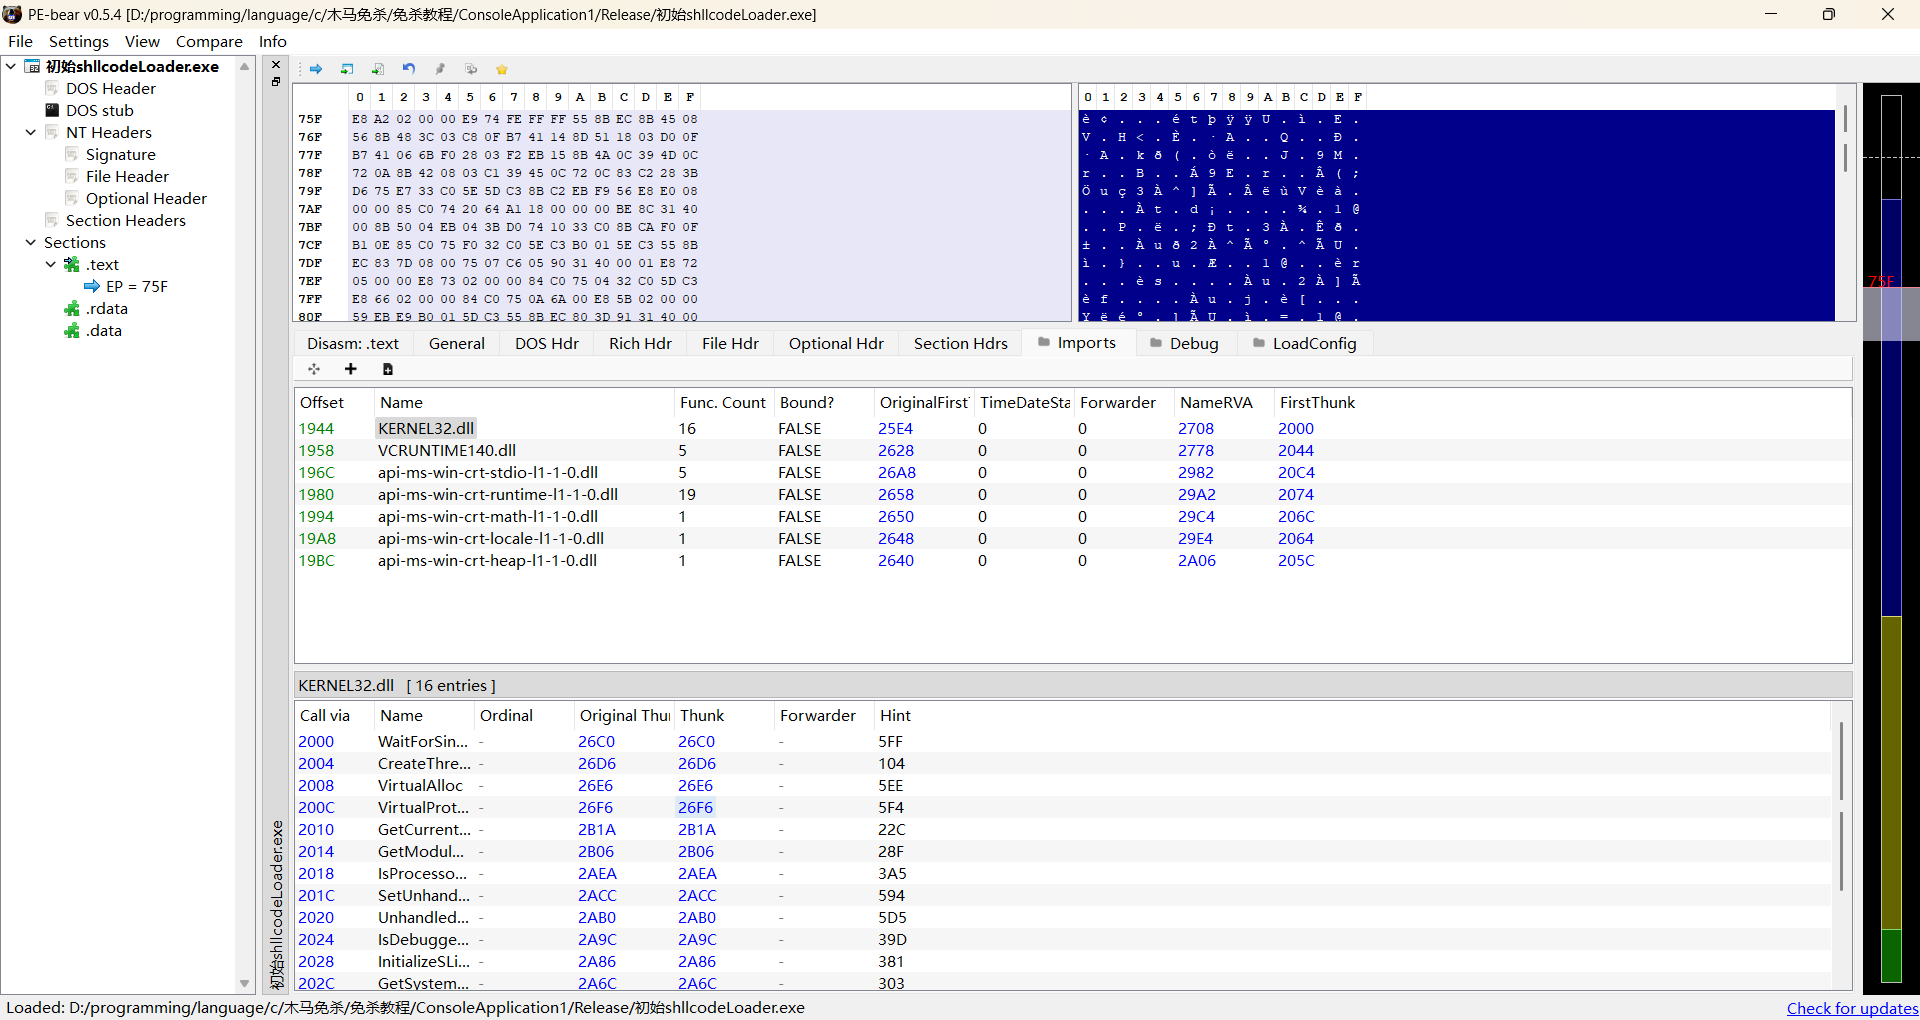 PE-bear v0.5.4 [D:/programming/language/c/木马免杀/免杀教程/ConsoleApplication1/Release/初始shllcodeLoader.exe]
File Settings View Compare Info
初始shllcodeLoader.exe
DOS Header
DOS stub
NT Headers
Signature
File Header
Optional Header
Section Headers
Sections
.text
EP = 75F
.rdata
.data
初始shllcodeLoader.exe
0 1 2 3 4 5 6 7 8 9 A B C D E F
75F E8 A2 02 00 00 E9 74 FE FF FF 55 8B EC 8B 45 08
76F 56 8B 48 3C 03 C8 0F B7 41 14 8D 51 18 03 D0 0F
77F B7 41 06 6B F0 28 03 F2 EB 15 8B 4A 0C 39 4D 0C
78F 72 0A 8B 42 08 03 C1 39 45 0C 72 0C 83 C2 28 3B
79F D6 75 E7 33 C0 5E 5D C3 8B C2 EB F9 56 E8 E0 08
7AF 00 00 85 C0 74 20 64 A1 18 00 00 00 BE 8C 31 40
7BF 00 8B 50 04 EB 04 3B D0 74 10 33 C0 8B CA F0 0F
7CF B1 0E 85 C0 75 F0 32 C0 5E C3 B0 01 5E C3 55 8B
7DF EC 83 7D 08 00 75 07 C6 05 90 31 40 00 01 E8 72
7EF 05 00 00 E8 73 02 00 00 84 C0 75 04 32 C0 5D C3
7FF E8 66 02 00 00 84 C0 75 0A 6A 00 E8 5B 02 00 00
80F 59 EB E9 B0 01 5D C3 55 8B EC 80 3D 91 31 40 00
0 1 2 3 4 5 6 7 8 9 A B C D E F
è ¢ . . . é t þ ÿ ÿ U . ì . E .
V . H < . È . · A . . Q . . Ð .
· A . k ð ( . ò ë . . J . 9 M .
r . . B . . Á 9 E . r . . Â ( ;
Ö u ç 3 À ^ ] Ã . Â ë ù V è à .
. . . À t . d ¡ . . . . ¾ . 1 @
. . P . ë . ; Ð t . 3 À . Ê ð .
± . . À u ð 2 À ^ Ã ° . ^ Ã U .
ì . } . . u . Æ . . 1 @ . . è r
. . . è s . . . . À u . 2 À ] Ã
è f . . . . À u . j . è [ . . .
Y ë é ° . ] Ã U . ì . = . 1 @ .
75F
Disasm: .text General DOS Hdr Rich Hdr File Hdr Optional Hdr Section Hdrs Imports Debug LoadConfig
Offset Name Func. Count Bound? OriginalFirst TimeDateSta Forwarder NameRVA FirstThunk
1944 KERNEL32.dll 16 FALSE 25E4 0 0 2708 2000
1958 VCRUNTIME140.dll 5 FALSE 2628 0 0 2778 2044
196C api-ms-win-crt-stdio-l1-1-0.dll 5 FALSE 26A8 0 0 2982 20C4
1980 api-ms-win-crt-runtime-l1-1-0.dll 19 FALSE 2658 0 0 29A2 2074
1994 api-ms-win-crt-math-l1-1-0.dll 1 FALSE 2650 0 0 29C4 206C
19A8 api-ms-win-crt-locale-l1-1-0.dll 1 FALSE 2648 0 0 29E4 2064
19BC api-ms-win-crt-heap-l1-1-0.dll 1 FALSE 2640 0 0 2A06 205C
KERNEL32.dll [ 16 entries ]
Call via Name Ordinal Original Thu Thunk Forwarder Hint
2000 WaitForSin... - 26C0 26C0 - 5FF
2004 CreateThre... - 26D6 26D6 - 104
2008 VirtualAlloc - 26E6 26E6 - 5EE
200C VirtualProt... - 26F6 26F6 - 5F4
2010 GetCurrent... - 2B1A 2B1A - 22C
2014 GetModul... - 2B06 2B06 - 28F
2018 IsProcesso... - 2AEA 2AEA - 3A5
201C SetUnhand... - 2ACC 2ACC - 594
2020 Unhandled... - 2AB0 2AB0 - 5D5
2024 IsDebugge... - 2A9C 2A9C - 39D
2028 InitializeSLi... - 2A86 2A86 - 381
202C GetSystem... - 2A6C 2A6C - 303
Loaded: D:/programming/language/c/木马免杀/免杀教程/ConsoleApplication1/Release/初始shllcodeLoader.exe
Check for updates